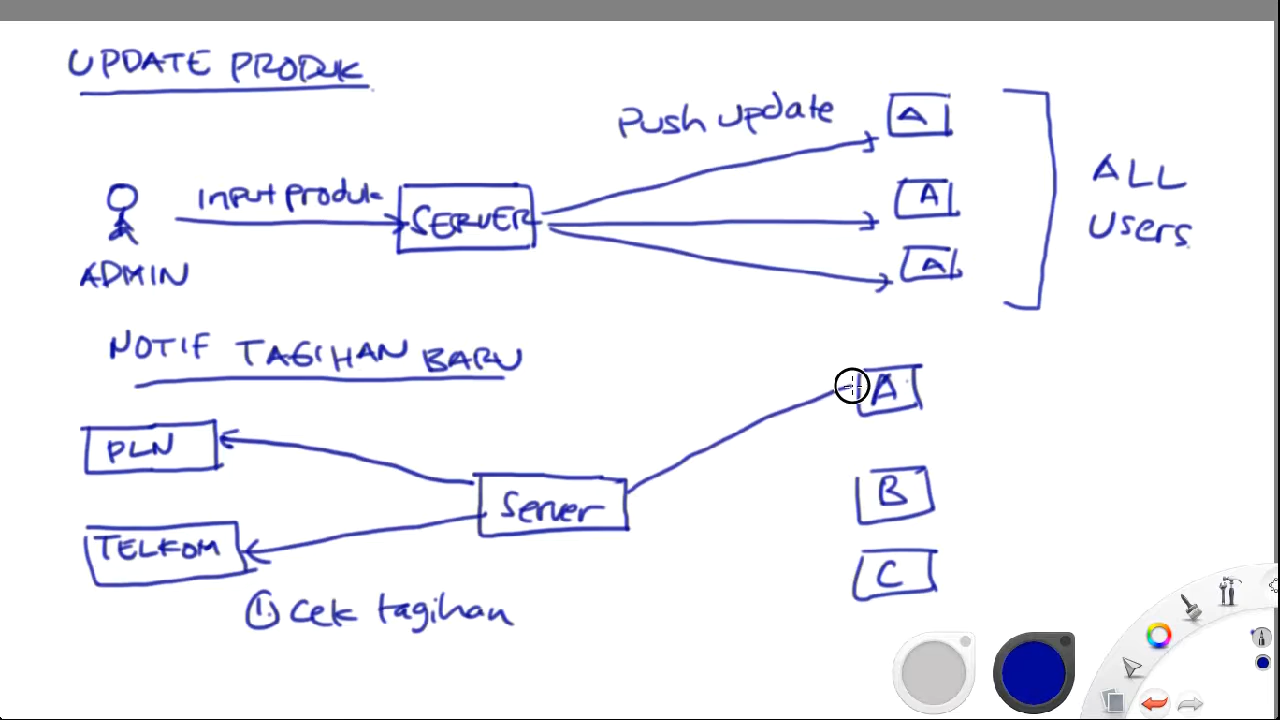 UPDATE PRODUK
Push update
A
ALL
Users
Input produk
SERVER
A
ADMIN
A
NOTIF TAGIHAN BARU
A
PLN
Server
B
TELKOM
C
① Cek tagihan